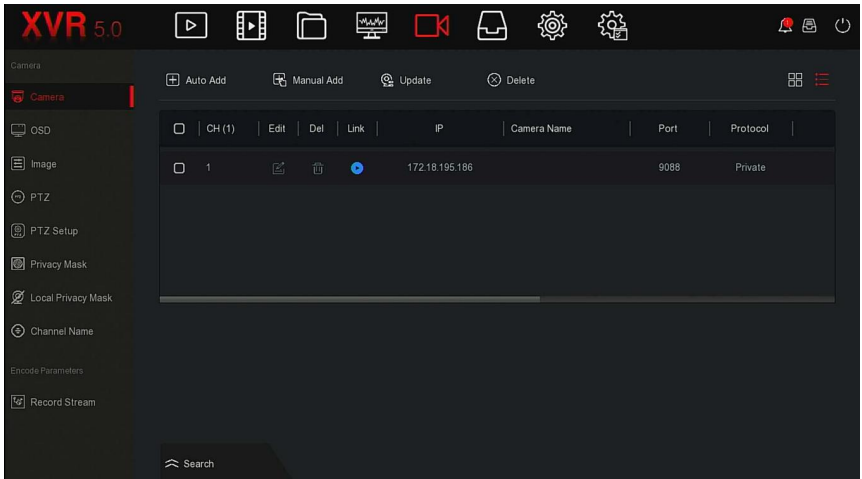 XVR 5.0
Camera
Camera
OSD
Image
PTZ
PTZ Setup
Privacy Mask
Local Privacy Mask
Channel Name
Encode Parameters
Record Stream
Auto Add Manual Add Update Delete
CH (1) Edit Del Link IP Camera Name Port Protocol
1 172.18.195.186 9088 Private
Search